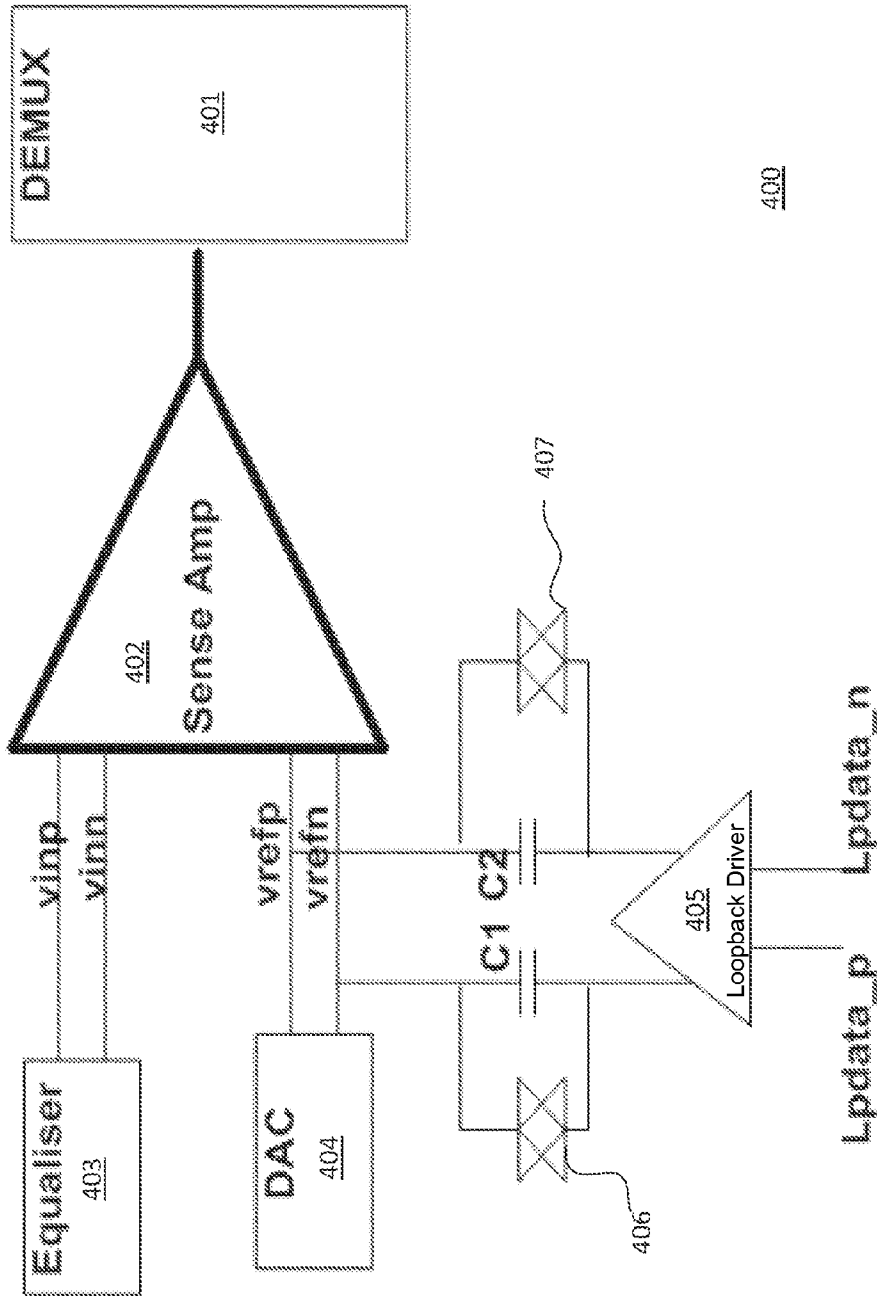 Equaliser
403
vinp
vinn
DAC
404
vrefp
vrefn
402
Sense Amp
DEMUX
401
C1
C2
406
407
405
Loopback Driver
Lpdata_p
Lpdata_n
400